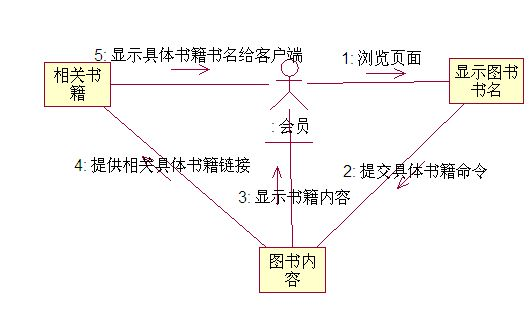 5: 显示具体书籍书名给客户端
1: 浏览页面
相关书
籍
显示图书
书名
: 会员
4: 提供相关具体书籍链接
2: 提交具体书籍命令
3: 显示书籍内容
图书内
容